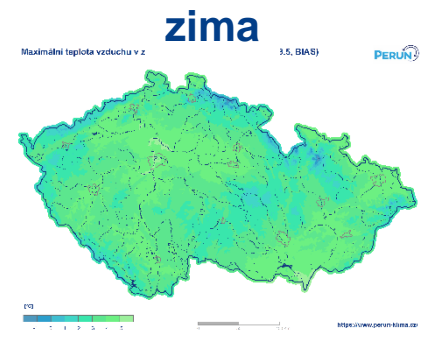 zima
Maximální teplota vzduchu v z 3.5, BIAS)
PERUN
[°C]
https://www.perun-klima.cz/